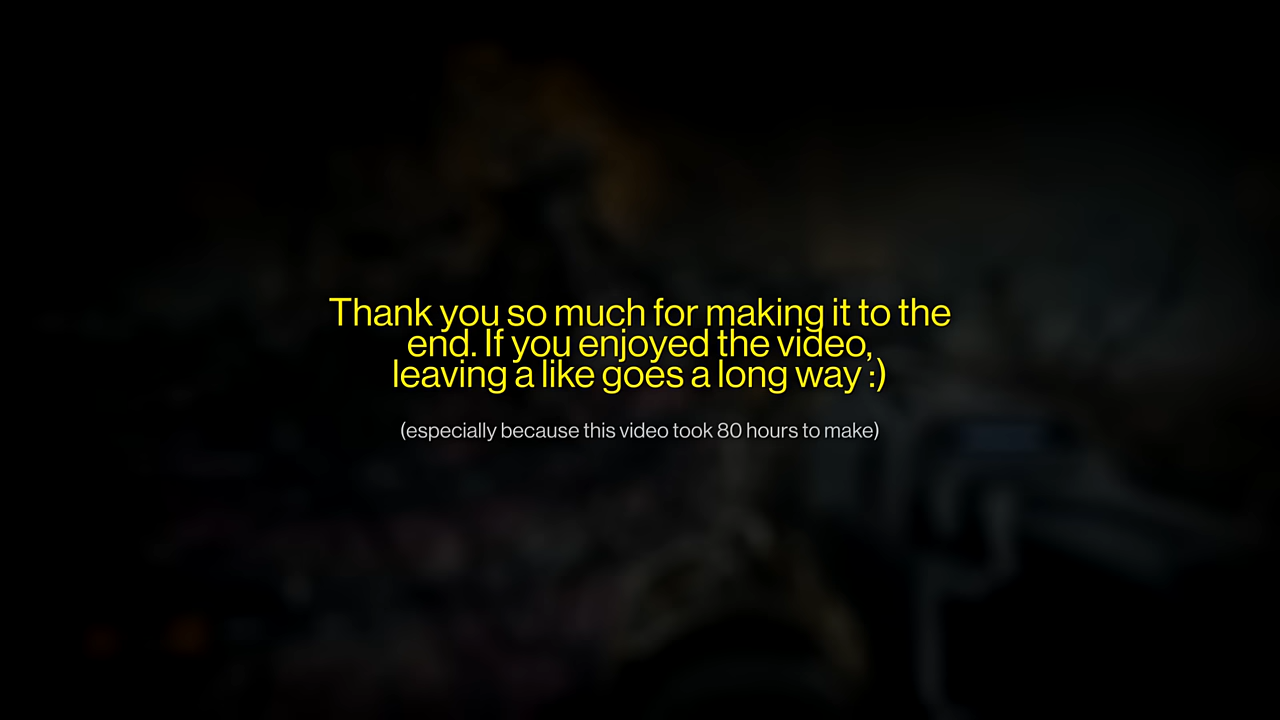 Thank you so much for making it to the
end. If you enjoyed the video,
leaving a like goes a long way :)
(especially because this video took 80 hours to make)